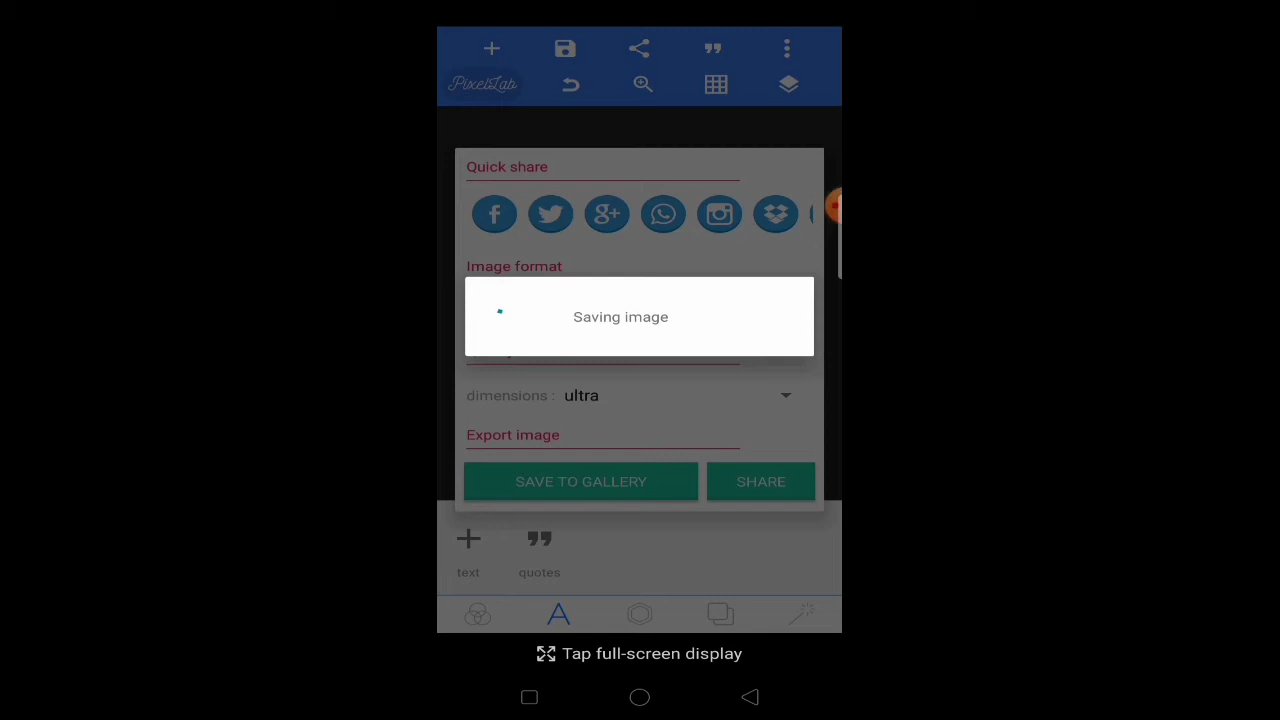 PixelLab
Quick share
Image format
Saving image
dimensions : ultra
Export image
SAVE TO GALLERY SHARE
text quotes
Tap full-screen display